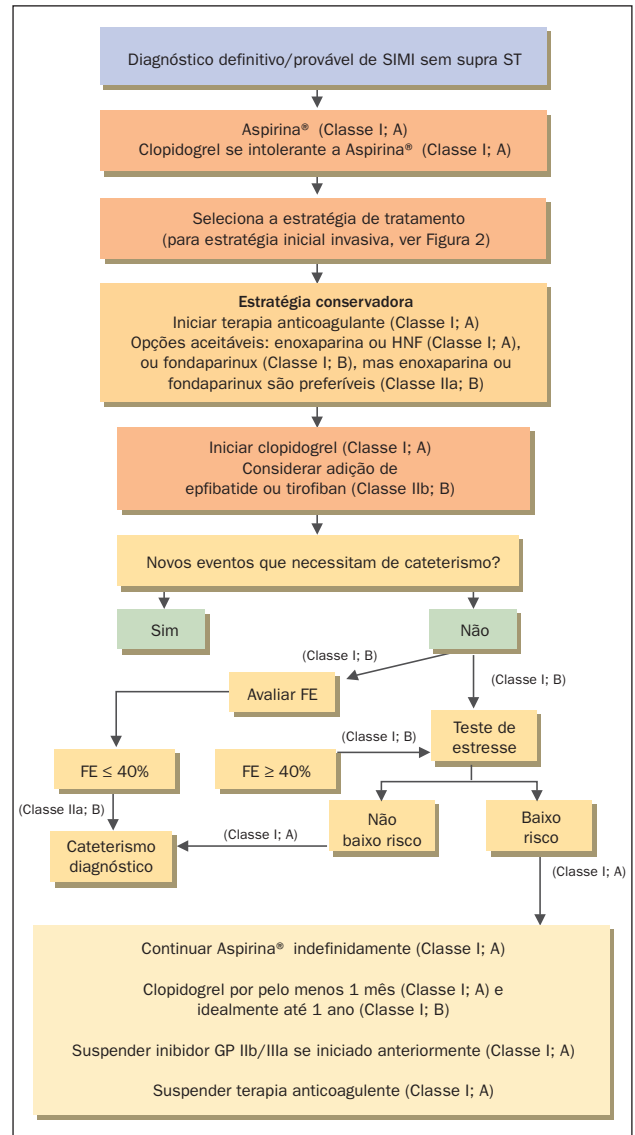 Diagnóstico definitivo/provável de SIMI sem supra ST
Aspirina® (Classe I; A)
Clopidogrel se intolerante a Aspirina® (Classe I; A)
Seleciona a estratégia de tratamento
(para estratégia inicial invasiva, ver Figura 2)
Estratégia conservadora
Iniciar terapia anticoagulante (Classe I; A)
Opções aceitáveis: enoxaparina ou HNF (Classe I; A),
ou fondaparinux (Classe I; B), mas enoxaparina ou
fondaparinux são preferíveis (Classe IIa; B)
Iniciar clopidogrel (Classe I; A)
Considerar adição de
epfibatide ou tirofiban (Classe IIb; B)
Novos eventos que necessitam de cateterismo?
Sim
Não
(Classe I; B)
(Classe I; B)
Avaliar FE
Teste de
estresse
(Classe I; B)
FE ≤ 40%
FE ≥ 40%
(Classe IIa; B)
Não
baixo risco
Baixo
risco
(Classe I; A)
Cateterismo
diagnóstico
(Classe I; A)
Continuar Aspirina® indefinidamente (Classe I; A)
Clopidogrel por pelo menos 1 mês (Classe I; A) e
idealmente até 1 ano (Classe I; B)
Suspender inibidor GP IIb/IIIa se iniciado anteriormente (Classe I; A)
Suspender terapia anticoagulente (Classe I; A)